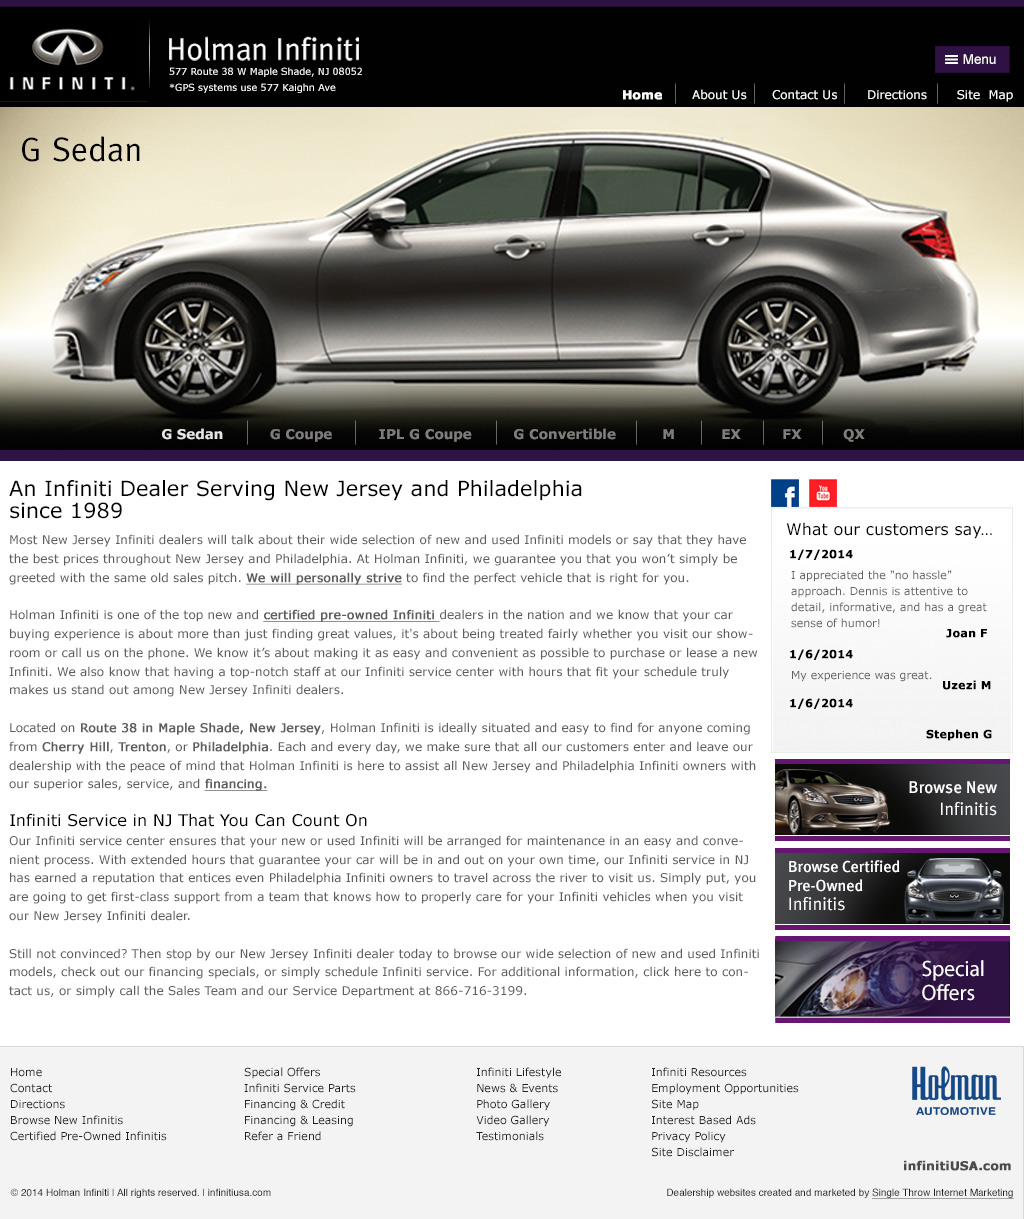 INFINITI.
Holman Infiniti
577 Route 38 W Maple Shade, NJ 08052
*GPS systems use 577 Kaighn Ave
Menu
Home About Us Contact Us Directions Site Map
G Sedan
G Sedan G Coupe IPL G Coupe G Convertible M EX FX QX
An Infiniti Dealer Serving New Jersey and Philadelphia
since 1989
Most New Jersey Infiniti dealers will talk about their wide selection of new and used Infiniti models or say that they have
the best prices throughout New Jersey and Philadelphia. At Holman Infiniti, we guarantee you that you won’t simply be
greeted with the same old sales pitch. We will personally strive to find the perfect vehicle that is right for you.
Holman Infiniti is one of the top new and certified pre-owned Infiniti dealers in the nation and we know that your car
buying experience is about more than just finding great values, it's about being treated fairly whether you visit our show-
room or call us on the phone. We know it’s about making it as easy and convenient as possible to purchase or lease a new
Infiniti. We also know that having a top-notch staff at our Infiniti service center with hours that fit your schedule truly
makes us stand out among New Jersey Infiniti dealers.
Located on Route 38 in Maple Shade, New Jersey, Holman Infiniti is ideally situated and easy to find for anyone coming
from Cherry Hill, Trenton, or Philadelphia. Each and every day, we make sure that all our customers enter and leave our
dealership with the peace of mind that Holman Infiniti is here to assist all New Jersey and Philadelphia Infiniti owners with
our superior sales, service, and financing.
Infiniti Service in NJ That You Can Count On
Our Infiniti service center ensures that your new or used Infiniti will be arranged for maintenance in an easy and conve-
nient process. With extended hours that guarantee your car will be in and out on your own time, our Infiniti service in NJ
has earned a reputation that entices even Philadelphia Infiniti owners to travel across the river to visit us. Simply put, you
are going to get first-class support from a team that knows how to properly care for your Infiniti vehicles when you visit
our New Jersey Infiniti dealer.
Still not convinced? Then stop by our New Jersey Infiniti dealer today to browse our wide selection of new and used Infiniti
models, check out our financing specials, or simply schedule Infiniti service. For additional information, click here to con-
tact us, or simply call the Sales Team and our Service Department at 866-716-3199.
f
You
Tube
What our customers say...
1/7/2014
I appreciated the "no hassle"
approach. Dennis is attentive to
detail, informative, and has a great
sense of humor!
Joan F
1/6/2014
My experience was great.
Uzezi M
1/6/2014
Stephen G
Browse New
Infinitis
Browse Certified
Pre-Owned
Infinitis
Special
Offers
Home
Contact
Directions
Browse New Infinitis
Certified Pre-Owned Infinitis
Special Offers
Infiniti Service Parts
Financing & Credit
Financing & Leasing
Refer a Friend
Infiniti Lifestyle
News & Events
Photo Gallery
Video Gallery
Testimonials
Infiniti Resources
Employment Opportunities
Site Map
Interest Based Ads
Privacy Policy
Site Disclaimer
Holman
AUTOMOTIVE
infinitiUSA.com
© 2014 Holman Infiniti | All rights reserved. | infinitiusa.com
Dealership websites created and marketed by Single Throw Internet Marketing